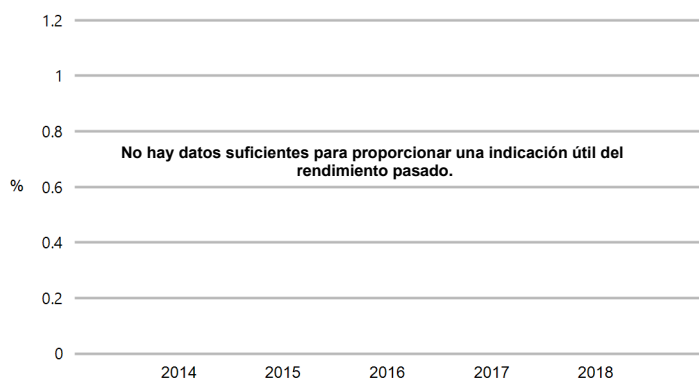 1.2
1
0.8
No hay datos suficientes para proporcionar una indicación útil del
rendimiento pasado.
%
0.6
0.4
0.2
0
2014 2015 2016 2017 2018